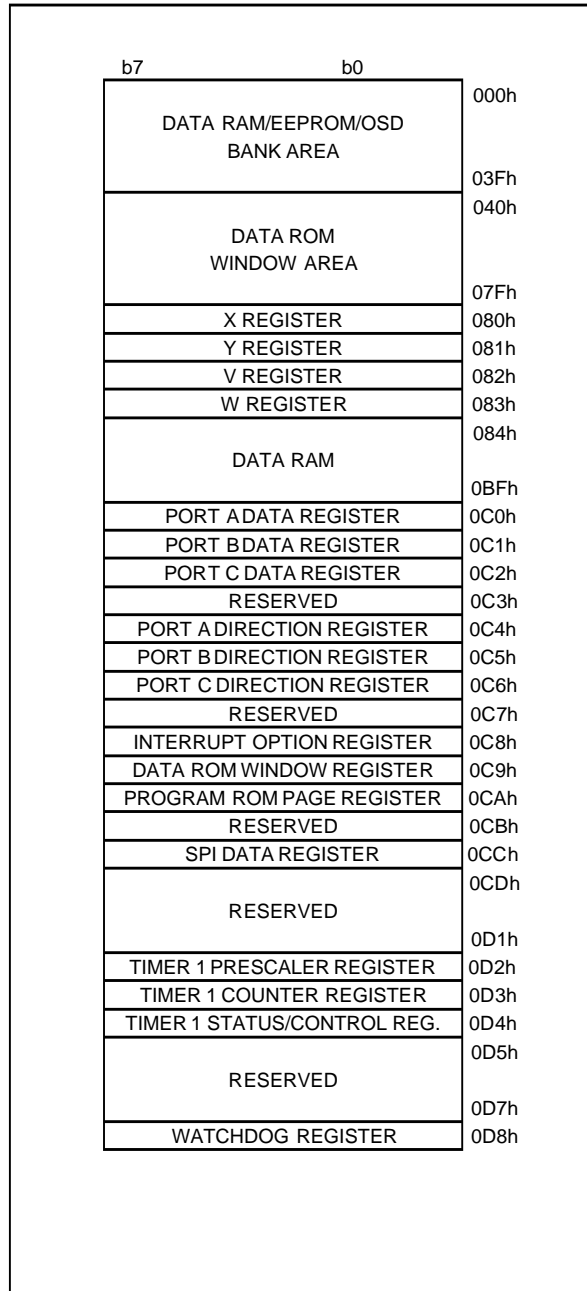 b7 b0
000h
DATA RAM/EEPROM/OSD
BANK AREA
03Fh
040h
DATA ROM
WINDOW AREA
07Fh
X REGISTER 080h
Y REGISTER 081h
V REGISTER 082h
W REGISTER 083h
084h
DATA RAM
0BFh
PORT A DATA REGISTER 0C0h
PORT B DATA REGISTER 0C1h
PORT C DATA REGISTER 0C2h
RESERVED 0C3h
PORT A DIRECTION REGISTER 0C4h
PORT B DIRECTION REGISTER 0C5h
PORT C DIRECTION REGISTER 0C6h
RESERVED 0C7h
INTERRUPT OPTION REGISTER 0C8h
DATA ROM WINDOW REGISTER 0C9h
PROGRAM ROM PAGE REGISTER 0CAh
RESERVED 0CBh
SPI DATA REGISTER 0CCh
0CDh
RESERVED
0D1h
TIMER 1 PRESCALER REGISTER 0D2h
TIMER 1 COUNTER REGISTER 0D3h
TIMER 1 STATUS/CONTROL REG. 0D4h
0D5h
RESERVED
0D7h
WATCHDOG REGISTER 0D8h